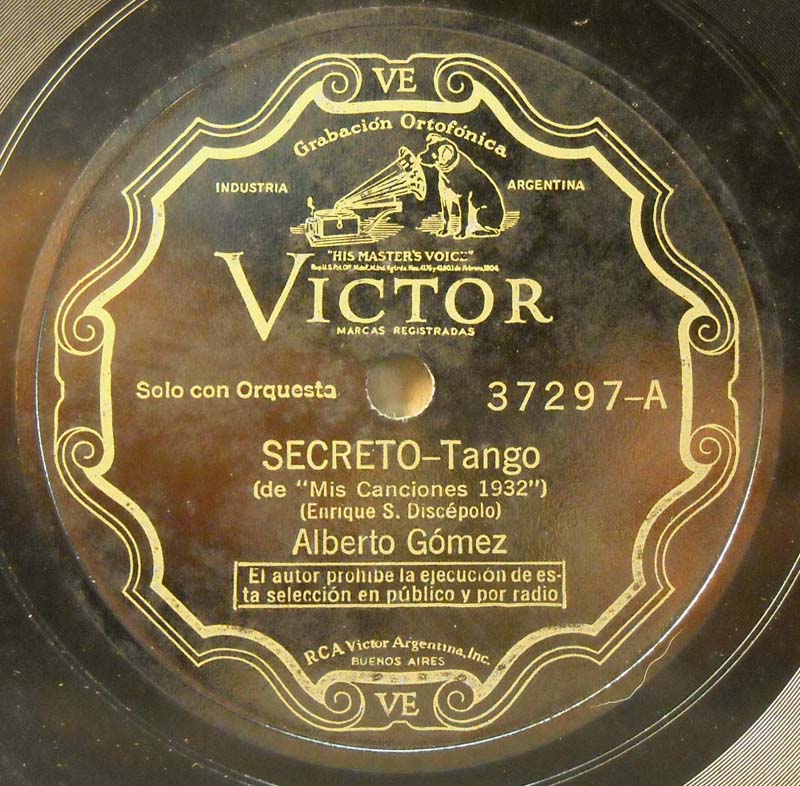 VE
Grabación Ortofónica
INDUSTRIA ARGENTINA
"HIS MASTER'S VOICE"
VICTOR
MARCAS REGISTRADAS
Solo con Orquesta 37297-A
SECRETO-Tango
(de "Mis Canciones 1932")
(Enrique S. Discépolo)
Alberto Gómez
El autor prohibe la ejecución de es-
ta selección en público y por radio
RCA Victor Argentina, Inc.
BUENOS AIRES
VE